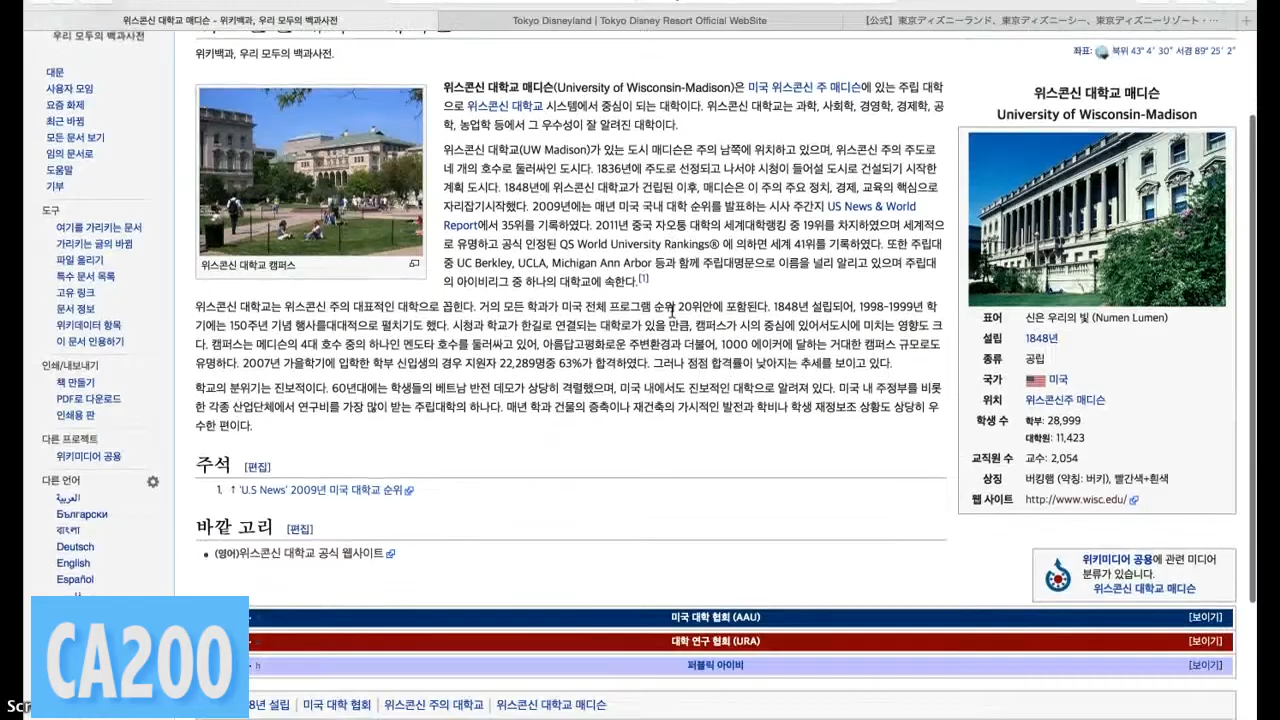 위스콘신 대학교 매디슨 - 위키백과, 우리 모두의 백과사전
Tokyo Disneyland | Tokyo Disney Resort Official WebSite
【公式】東京ディズニーランド、東京ディズニーシー、東京ディズニーリゾート・…
우리 모두의 백과사전
대문
사용자 모임
요즘 화제
최근 바뀜
모든 문서 보기
임의 문서로
도움말
기부
도구
여기를 가리키는 문서
가리키는 글의 바뀜
파일 올리기
특수 문서 목록
고유 링크
문서 정보
위키데이터 항목
이 문서 인용하기
인쇄/내보내기
책 만들기
PDF로 다운로드
인쇄용 판
다른 프로젝트
위키미디어 공용
다른 언어
العربية
Български
বাংলা
Deutsch
English
Español
위키백과, 우리 모두의 백과사전.
좌표: 북위 43° 4′ 30″ 서경 89° 25′ 2″
위스콘신 대학교 캠퍼스
위스콘신 대학교 매디슨(University of Wisconsin-Madison)은 미국 위스콘신 주 매디슨에 있는 주립 대학
으로 위스콘신 대학교 시스템에서 중심이 되는 대학이다. 위스콘신 대학교는 과학, 사회학, 경영학, 경제학, 공
학, 농업학 등에서 그 우수성이 잘 알려진 대학이다.
위스콘신 대학교(UW Madison)가 있는 도시 매디슨은 주의 남쪽에 위치하고 있으며, 위스콘신 주의 주도로
네 개의 호수로 둘러싸인 도시다. 1836년에 주도로 선정되고 나서야 시청이 들어설 도시로 건설되기 시작한
계획 도시다. 1848년에 위스콘신 대학교가 건립된 이후, 매디슨은 이 주의 주요 정치, 경제, 교육의 핵심으로
자리잡기시작했다. 2009년에는 매년 미국 국내 대학 순위를 발표하는 시사 주간지 US News & World
Report에서 35위를 기록하였다. 2011년 중국 자오퉁 대학의 세계대학랭킹 중 19위를 차지하였으며 세계적으
로 유명하고 공식 인정된 QS World University Rankings® 에 의하면 세계 41위를 기록하였다. 또한 주립대
중 UC Berkley, UCLA, Michigan Ann Arbor 등과 함께 주립대명문으로 이름을 널리 알리고 있으며 주립대
의 아이비리그 중 하나의 대학교에 속한다.[1]
위스콘신 대학교는 위스콘신 주의 대표적인 대학으로 꼽힌다. 거의 모든 학과가 미국 전체 프로그램 순위 20위안에 포함된다. 1848년 설립되어, 1998-1999년 학
기에는 150주년 기념 행사를대대적으로 펼치기도 했다. 시청과 학교가 한길로 연결되는 대학로가 있을 만큼, 캠퍼스가 시의 중심에 있어서도시에 미치는 영향도 크
다. 캠퍼스는 메디슨의 4대 호수 중의 하나인 멘도타 호수를 둘러싸고 있어, 아름답고평화로운 주변환경과 더불어, 1000 에이커에 달하는 거대한 캠퍼스 규모로도
유명하다. 2007년 가을학기에 입학한 학부 신입생의 경우 지원자 22,289명중 63%가 합격하였다. 그러나 점점 합격률이 낮아지는 추세를 보이고 있다.
학교의 분위기는 진보적이다. 60년대에는 학생들의 베트남 반전 데모가 상당히 격렬했으며, 미국 내에서도 진보적인 대학으로 알려져 있다. 미국 내 주정부를 비롯
한 각종 산업단체에서 연구비를 가장 많이 받는 주립대학의 하나다. 매년 학과 건물의 증축이나 재건축의 가시적인 발전과 학비나 학생 재정보조 상황도 상당히 우
수한 편이다.
주석 [편집]
1. ↑ 'U.S News' 2009년 미국 대학교 순위
바깥 고리 [편집]
• (영어)위스콘신 대학교 공식 웹사이트
위스콘신 대학교 매디슨
University of Wisconsin-Madison
표어 신은 우리의 빛 (Numen Lumen)
설립 1848년
종류 공립
국가 미국
위치 위스콘신주 매디슨
학생 수 학부: 28,999
대학원: 11,423
교직원 수 교수: 2,054
상징 버킹햄 (약칭: 버키), 빨간색+흰색
웹 사이트 http://www.wisc.edu/
위키미디어 공용에 관련 미디어
분류가 있습니다.
위스콘신 대학교 매디슨
미국 대학 협회 (AAU) [보이기]
대학 연구 협회 (URA) [보이기]
h 퍼블릭 아이비 [보이기]
8년 설립 | 미국 대학 협회 | 위스콘신 주의 대학교 | 위스콘신 대학교 매디슨
CA200
Scr